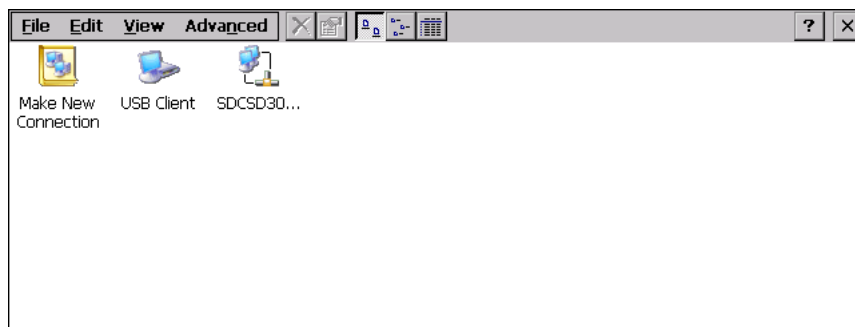 File Edit View Advanced ? ×
Make New Connection
USB Client
SDCSD30...